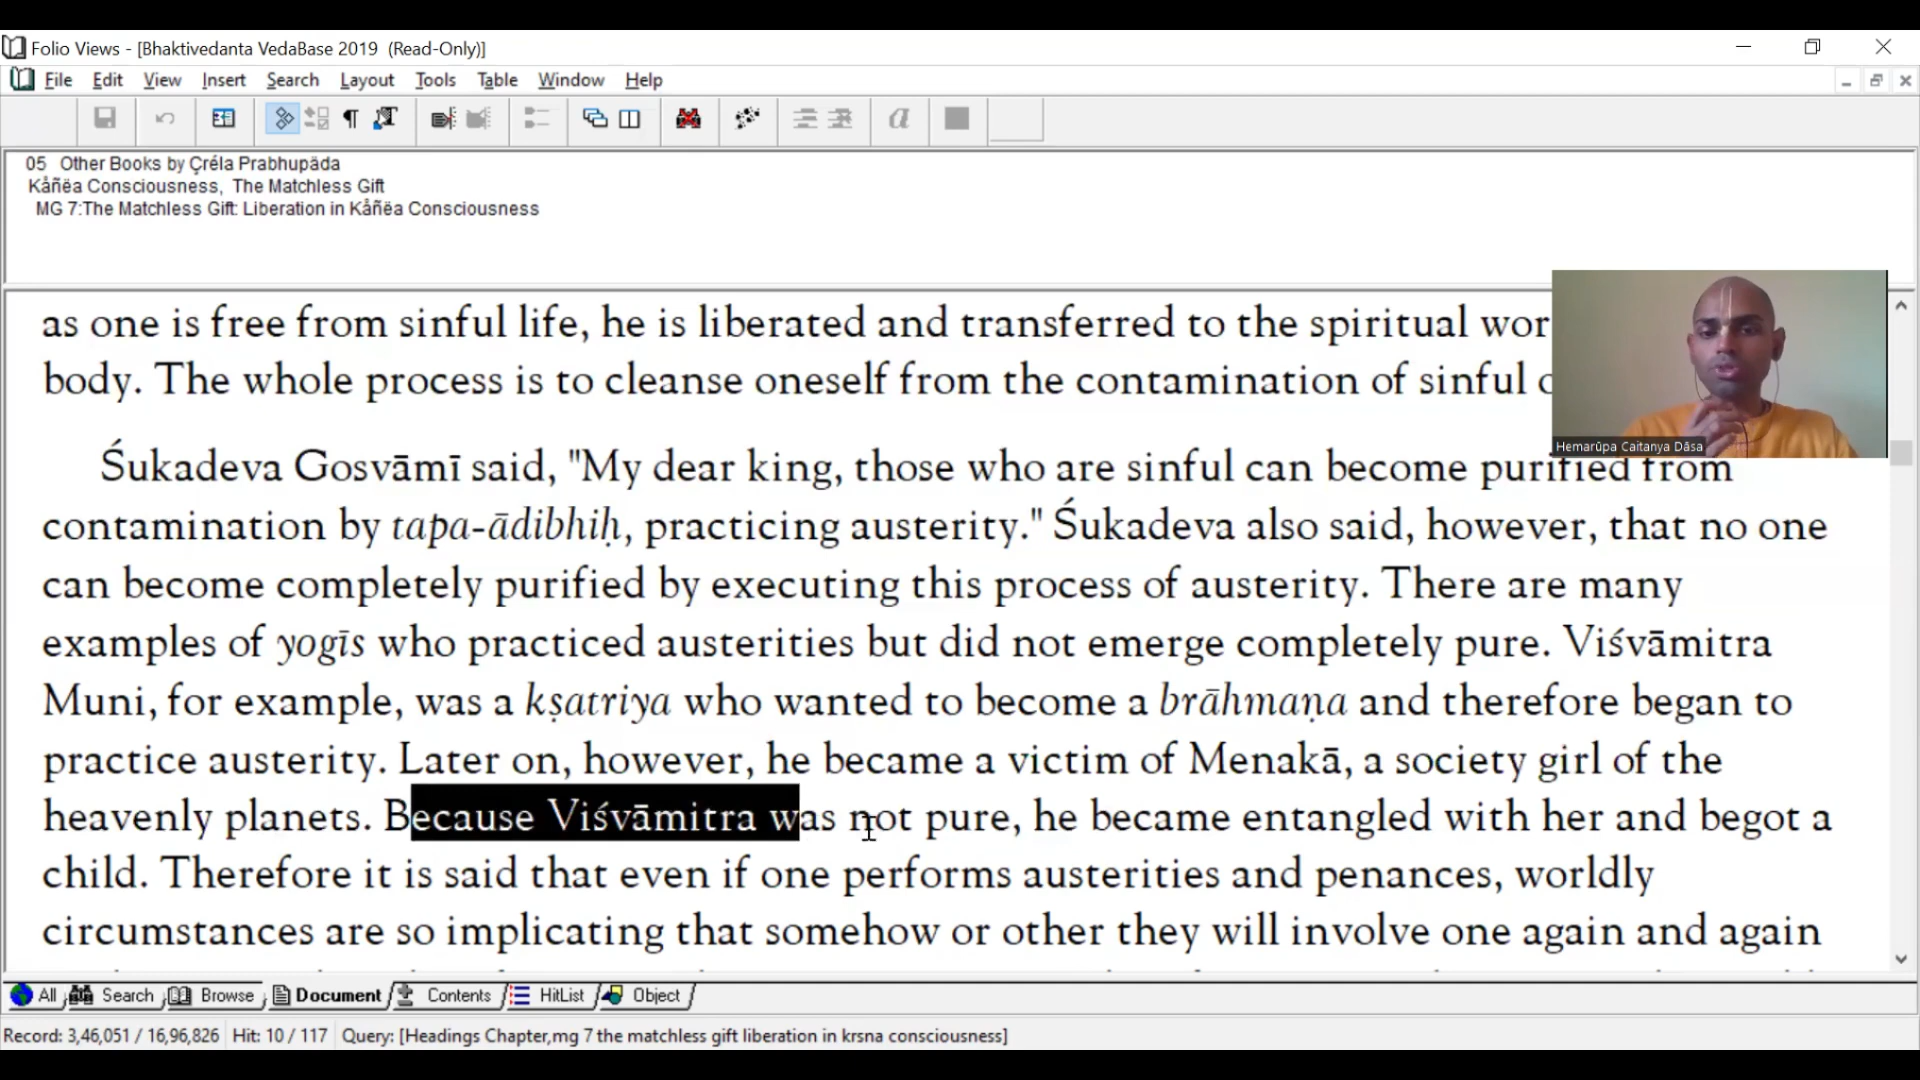 Folio Views - [Bhaktivedanta VedaBase 2019 (Read-Only)]
File Edit View Insert Search Layout Tools Table Window Help
05 Other Books by Çréla Prabhupäda
Kåñëa Consciousness, The Matchless Gift
MG 7:The Matchless Gift: Liberation in Kåñëa Consciousness
as one is free from sinful life, he is liberated and transferred to the spiritual wor
body. The whole process is to cleanse oneself from the contamination of sinful
Hemarūpa Caitanya Dāsa
Śukadeva Gosvāmī said, "My dear king, those who are sinful can become purified from
contamination by tapa-ādibhiḥ, practicing austerity." Śukadeva also said, however, that no one
can become completely purified by executing this process of austerity. There are many
examples of yogīs who practiced austerities but did not emerge completely pure. Viśvāmitra
Muni, for example, was a kṣatriya who wanted to become a brāhmaṇa and therefore began to
practice austerity. Later on, however, he became a victim of Menakā, a society girl of the
heavenly planets. Because Viśvāmitra was not pure, he became entangled with her and begot a
child. Therefore it is said that even if one performs austerities and penances, worldly
circumstances are so implicating that somehow or other they will involve one again and again
All Search Browse Document Contents HitList Object
Record: 3,46,051 / 16,96,826 Hit: 10 / 117 Query: [Headings Chapter,mg 7 the matchless gift liberation in krsna consciousness]